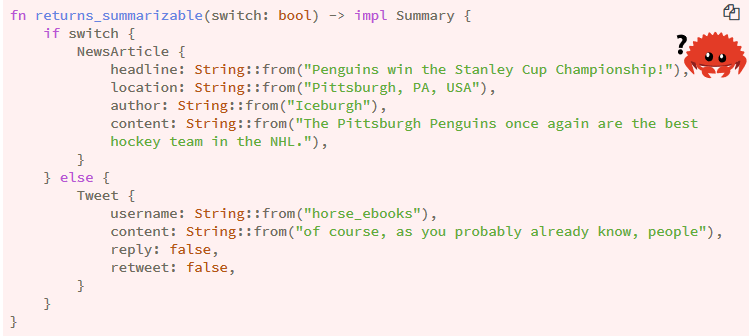 fn returns_summarizable(switch: bool) -> impl Summary {
    if switch {
        NewsArticle {
            headline: String::from("Penguins win the Stanley Cup Championship!"),
            location: String::from("Pittsburgh, PA, USA"),
            author: String::from("Iceburgh"),
            content: String::from("The Pittsburgh Penguins once again are the best
            hockey team in the NHL."),
        }
    } else {
        Tweet {
            username: String::from("horse_ebooks"),
            content: String::from("of course, as you probably already know, people"),
            reply: false,
            retweet: false,
        }
    }
}
?